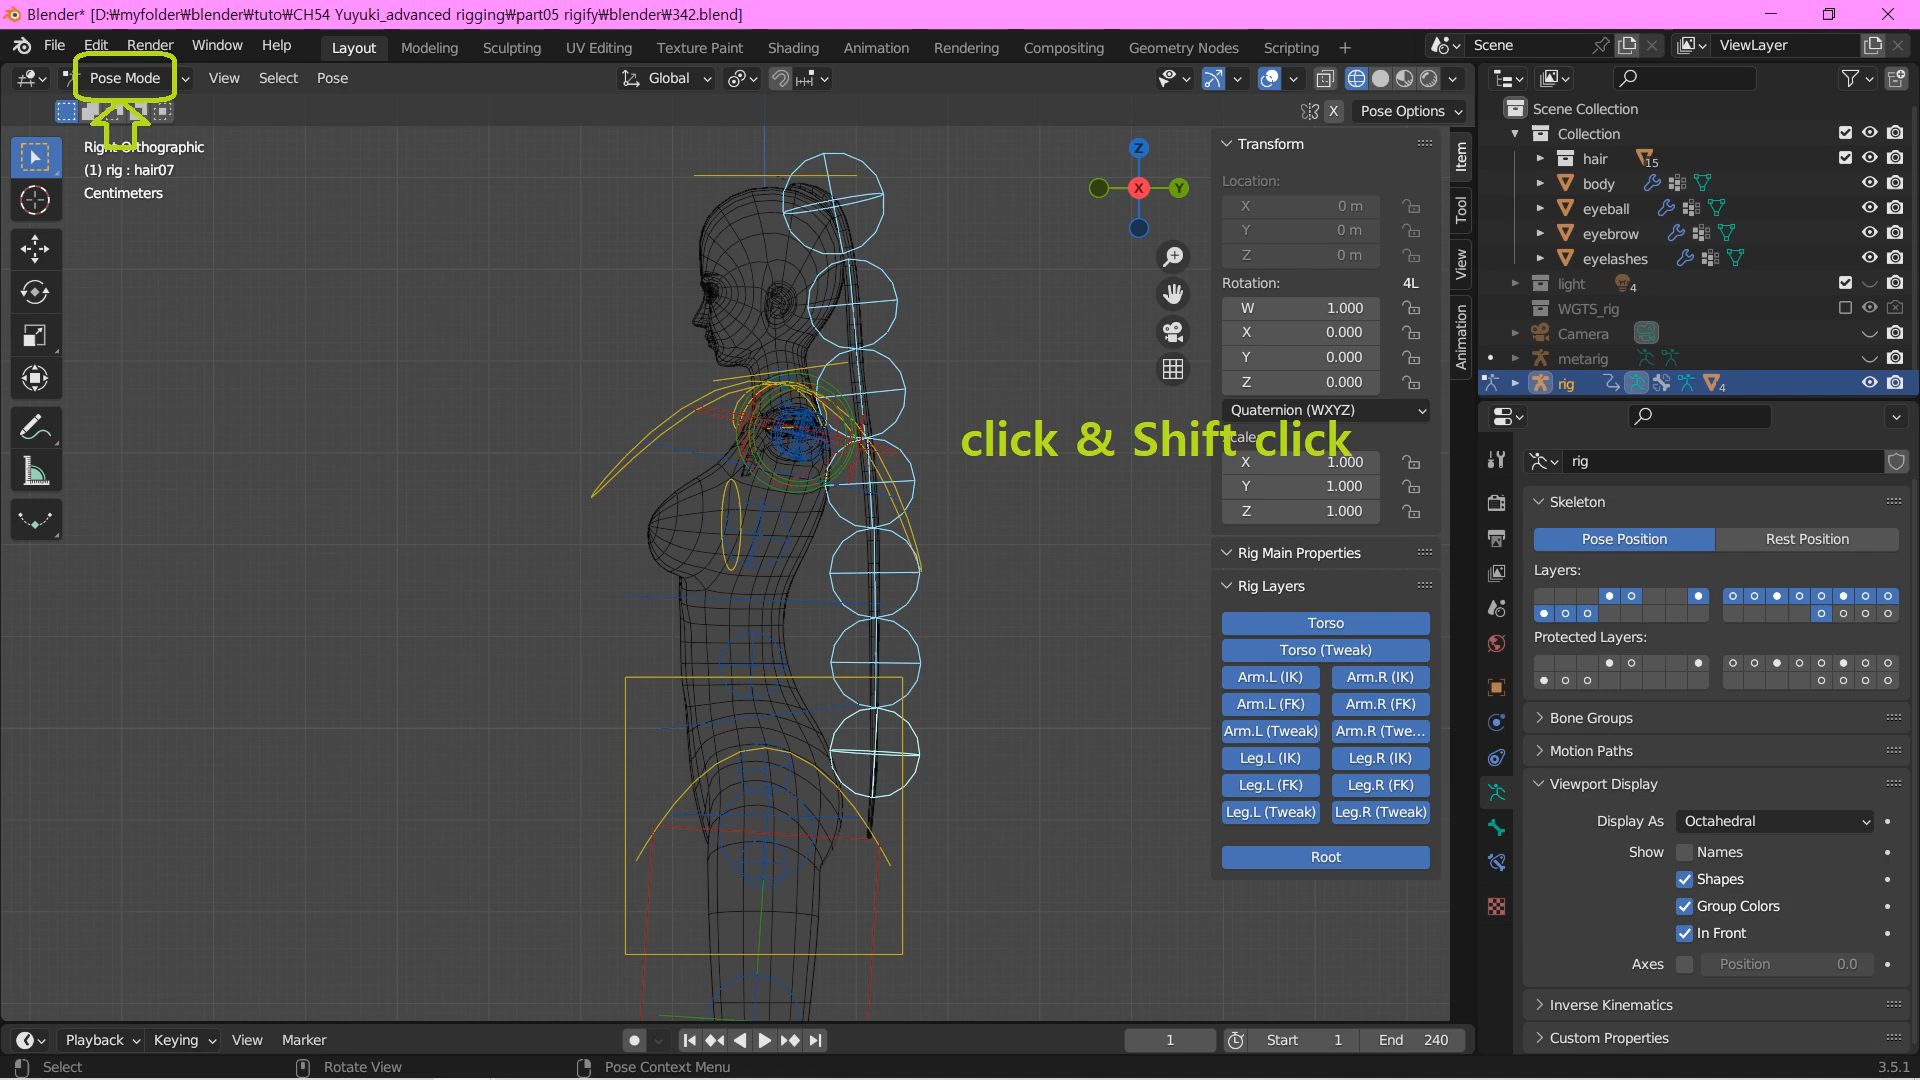 Blender* [D:₩myfolder₩blender₩tuto₩CH54 Yuyuki_advanced rigging₩part05 rigify₩blender₩342.blend]
File Edit Render Window Help
Layout Modeling Sculpting UV Editing Texture Paint Shading Animation Rendering Compositing Geometry Nodes Scripting +
Scene
ViewLayer
Pose Mode View Select Pose
Global
X Pose Options
Right Orthographic
(1) rig : hair07
Centimeters
Z
X
Y
click & Shift click
Transform
Location:
X 0 m
Y 0 m
Z 0 m
Rotation: 4L
W 1.000
X 0.000
Y 0.000
Z 0.000
Quaternion (WXYZ)
Scale:
X 1.000
Y 1.000
Z 1.000
Rig Main Properties
Rig Layers
Torso
Torso (Tweak)
Arm.L (IK) Arm.R (IK)
Arm.L (FK) Arm.R (FK)
Arm.L (Tweak) Arm.R (Twe...
Leg.L (IK) Leg.R (IK)
Leg.L (FK) Leg.R (FK)
Leg.L (Tweak) Leg.R (Tweak)
Root
Item
Tool
View
Animation
Scene Collection
Collection
hair 15
body
eyeball
eyebrow
eyelashes
light 4
WGTS_rig
Camera
metarig
rig 4
rig
Skeleton
Pose Position Rest Position
Layers:
Protected Layers:
Bone Groups
Motion Paths
Viewport Display
Display As Octahedral
Show Names
Shapes
Group Colors
In Front
Axes Position 0.0
Inverse Kinematics
Custom Properties
Playback Keying View Marker
1 Start 1 End 240
Select Rotate View Pose Context Menu 3.5.1